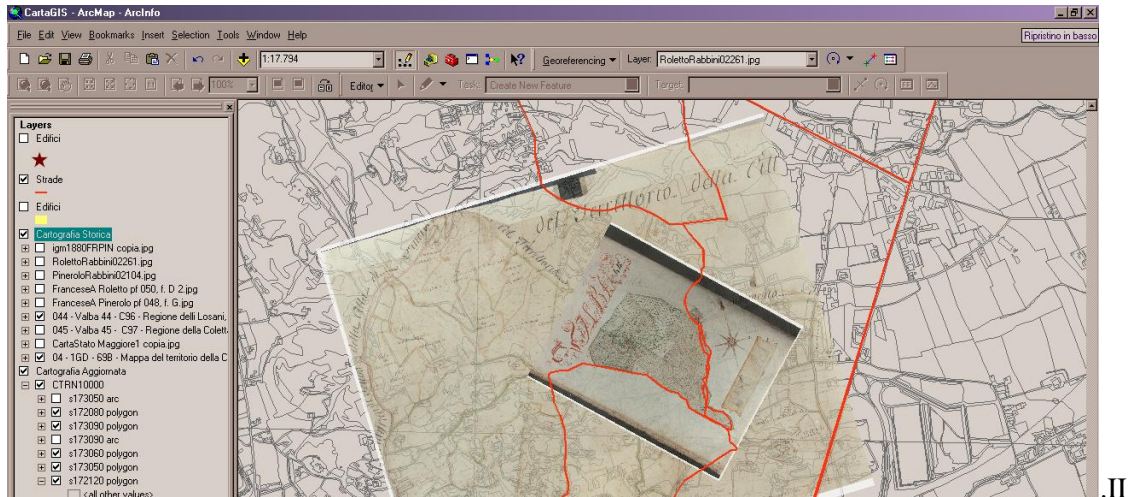 CartaGIS - ArcMap - ArcInfo
File Edit View Bookmarks Insert Selection Tools Window Help
Ripristino in basso
1:17.794
Georeferencing
Layer: RolettoRabbini02261.jpg
100%
Editor
Task: Create New Feature
Target:
Layers
Edifici
Strade
Edifici
Cartografia Storica
igm1880FRPIN copia.jpg
RolettoRabbini02261.jpg
PineroloRabbini02104.jpg
FranceseA Roletto pf 050, f. D 2.jpg
FranceseA Pinerolo pf 048, f. G.jpg
044 - Valba 44 - C96 - Regione delli Losani,
045 - Valba 45 - C97 - Regione della Colett
CartaStato Maggiore1 copia.jpg
04 - 1GD - 69B - Mappa del territorio della C
Cartografia Aggiornata
CTRN10000
s173050 arc
s172080 polygon
s173090 polygon
s173090 arc
s173060 polygon
s173050 polygon
s172120 polygon
<all other values>
del Territorio della
.II